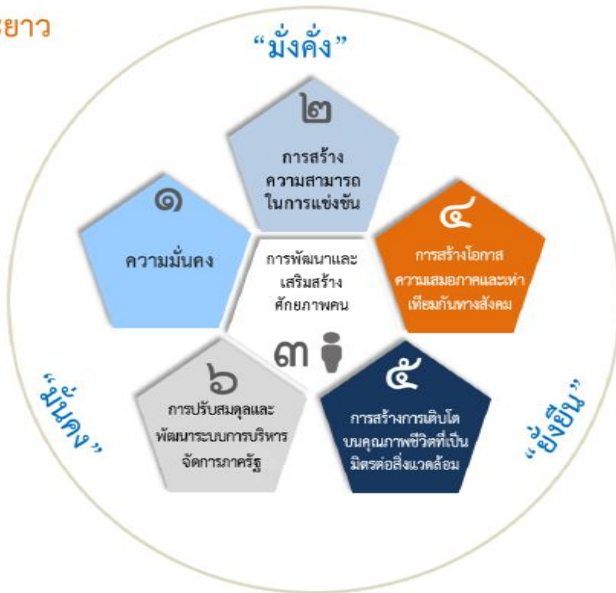 “มั่งคั่ง”
๒
การสร้าง
ความสามารถ
ในการแข่งขัน
๑
ความมั่นคง
๔
การสร้างโอกาส
ความเสมอภาคและเท่า
เทียมกันทางสังคม
การพัฒนาและ
เสริมสร้าง
ศักยภาพคน
๓
๖
การปรับสมดุลและ
พัฒนาระบบการบริหาร
จัดการภาครัฐ
๕
การสร้างการเติบโต
บนคุณภาพชีวิตที่เป็น
มิตรต่อสิ่งแวดล้อม
“มั่นคง”
“ยั่งยืน”